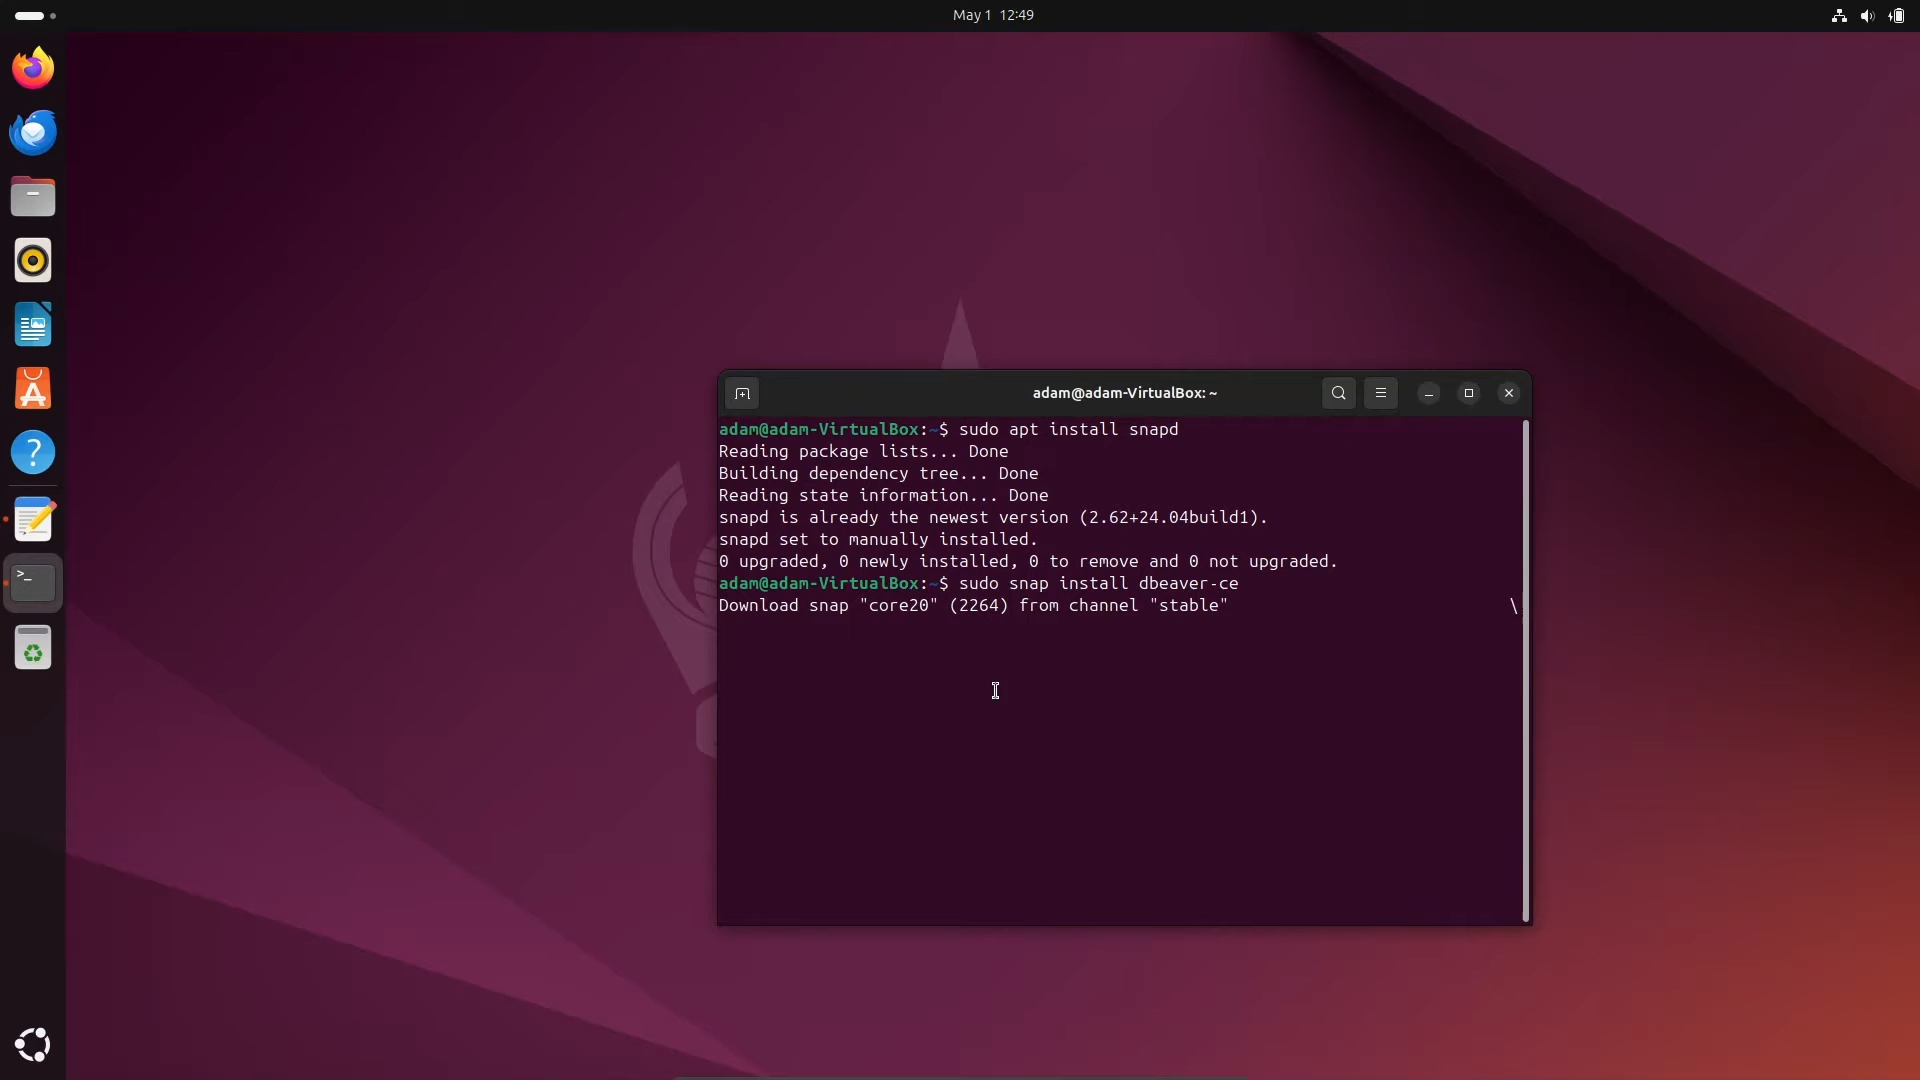 May 1 12:49
adam@adam-VirtualBox: ~
adam@adam-VirtualBox:~$ sudo apt install snapd
Reading package lists... Done
Building dependency tree... Done
Reading state information... Done
snapd is already the newest version (2.62+24.04build1).
snapd set to manually installed.
0 upgraded, 0 newly installed, 0 to remove and 0 not upgraded.
adam@adam-VirtualBox:~$ sudo snap install dbeaver-ce
Download snap "core20" (2264) from channel "stable" \